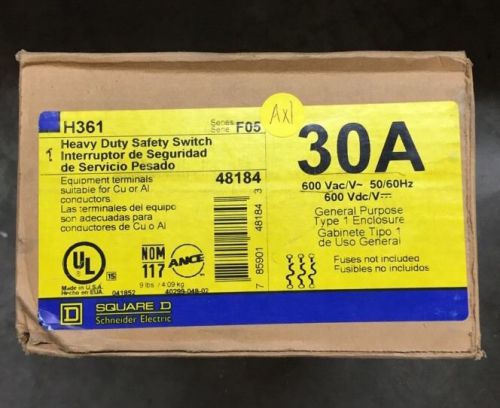 H361
Series
Serie
F05
AX1
Heavy Duty Safety Switch
Interruptor de Seguridad
de Servicio Pesado
Equipment terminals
suitable for Cu or Al
conductors.
Las terminales del equipo
son adecuadas para
conductores de Cu o Al
48184
30A
600 Vac/V~ 50/60Hz
600 Vdc/V
General Purpose
Type 1 Enclosure
Gabinete Tipo 1
de Uso General
Fuses not included
Fusibles no incluidos
7 85901 48184 3
UL
15
NOM
117
ANCE
Made in U.S.A.
Hecho en EUA
041852
9 lbs / 4.09 kg
40299-048-02
D
SQUARE D
Schneider Electric